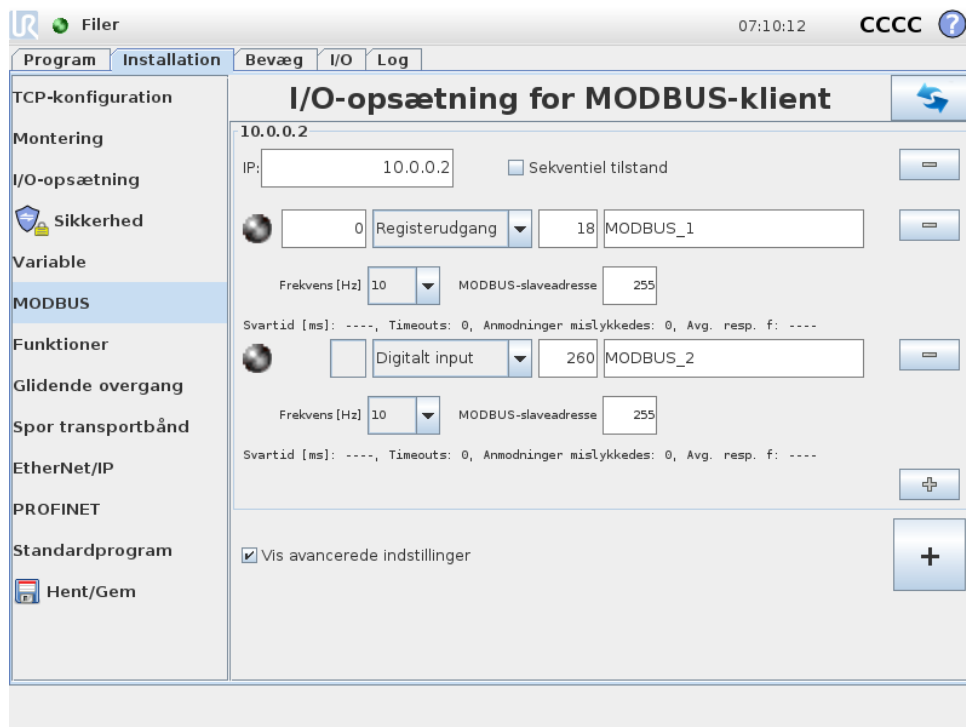 UR Filer 07:10:12 CCCC ?
Program Installation Bevæg I/O Log
TCP-konfiguration
Montering
I/O-opsætning
Sikkerhed
Variable
MODBUS
Funktioner
Glidende overgang
Spor transportbånd
EtherNet/IP
PROFINET
Standardprogram
Hent/Gem
I/O-opsætning for MODBUS-klient
10.0.0.2
IP: 10.0.0.2 Sekventiel tilstand
0 Registerudgang 18 MODBUS_1
Frekvens [Hz] 10 MODBUS-slaveadresse 255
Svartid [ms]: ----, Timeouts: 0, Anmodninger mislykkedes: 0, Avg. resp. f: ----
Digitalt input 260 MODBUS_2
Frekvens [Hz] 10 MODBUS-slaveadresse 255
Svartid [ms]: ----, Timeouts: 0, Anmodninger mislykkedes: 0, Avg. resp. f: ----
Vis avancerede indstillinger